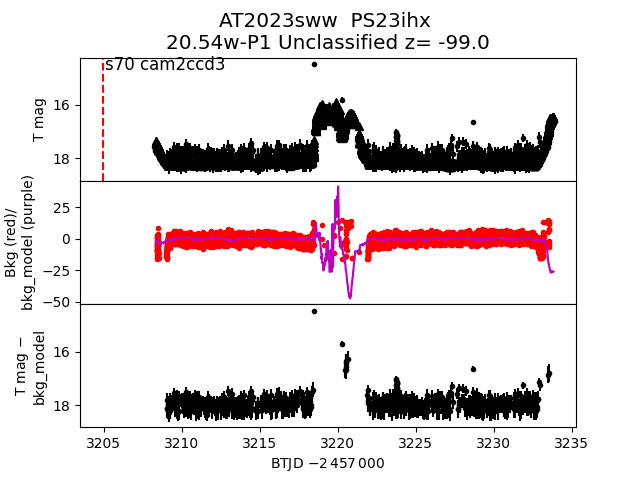 AT2023sww  PS23ihx
20.54w-P1 Unclassified z= -99.0
s70 cam2ccd3
T mag
16
18
Bkg (red)/
bkg_model (purple)
25
0
−25
−50
T mag −
bkg_model
16
18
3205 3210 3215 3220 3225 3230 3235
BTJD −2 457 000